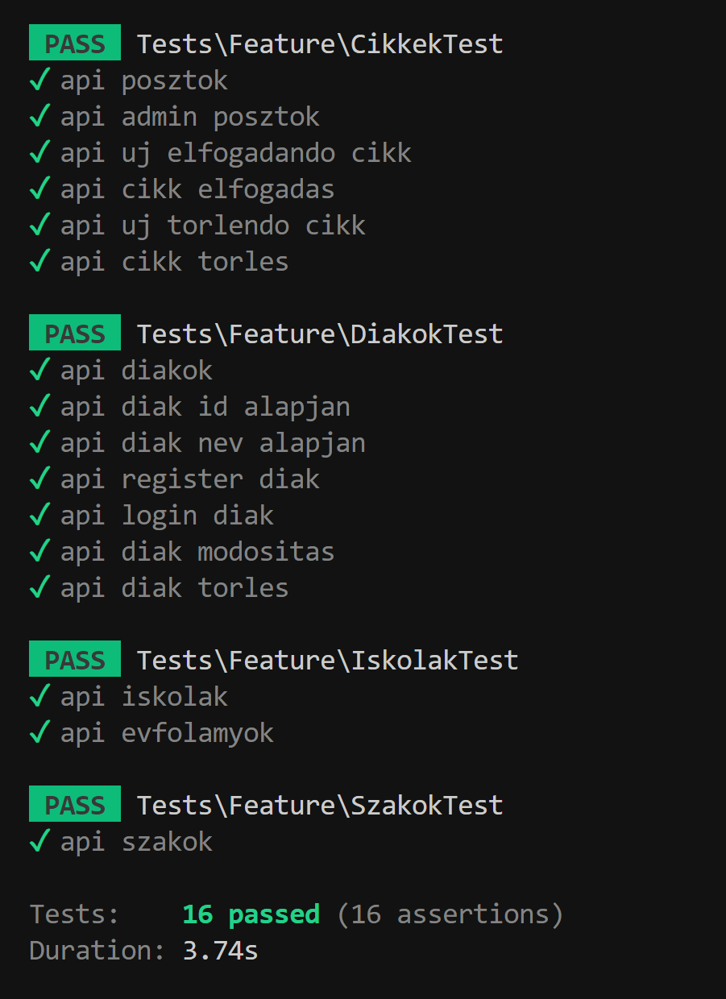 PASS Tests\Feature\CikkekTest
✓ api posztok
✓ api admin posztok
✓ api uj elfogadando cikk
✓ api cikk elfogadas
✓ api uj torlendo cikk
✓ api cikk torles
PASS Tests\Feature\DiakokTest
✓ api diakok
✓ api diak id alapjan
✓ api diak nev alapjan
✓ api register diak
✓ api login diak
✓ api diak modositas
✓ api diak torles
PASS Tests\Feature\IskolakTest
✓ api iskolak
✓ api evfolamyok
PASS Tests\Feature\SzakokTest
✓ api szakok
Tests: 16 passed (16 assertions)
Duration: 3.74s